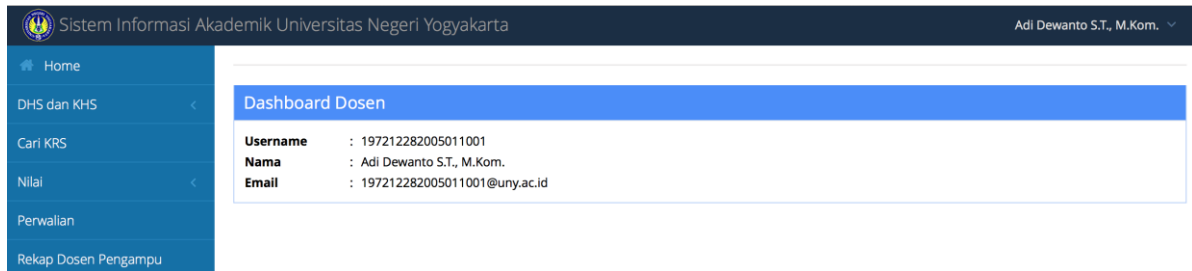 Sistem Informasi Akademik Universitas Negeri Yogyakarta
Adi Dewanto S.T., M.Kom.
Home
DHS dan KHS
Cari KRS
Nilai
Perwalian
Rekap Dosen Pengampu
Dashboard Dosen
Username : 197212282005011001
Nama : Adi Dewanto S.T., M.Kom.
Email : 197212282005011001@uny.ac.id